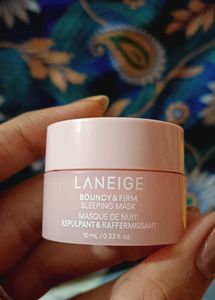 LANEIGE
BOUNCY & FIRM
SLEEPING MASK
MASQUE DE NUIT
REPULPANT & RAFFERMISSANT
10 mL / 0.33 fl. oz.